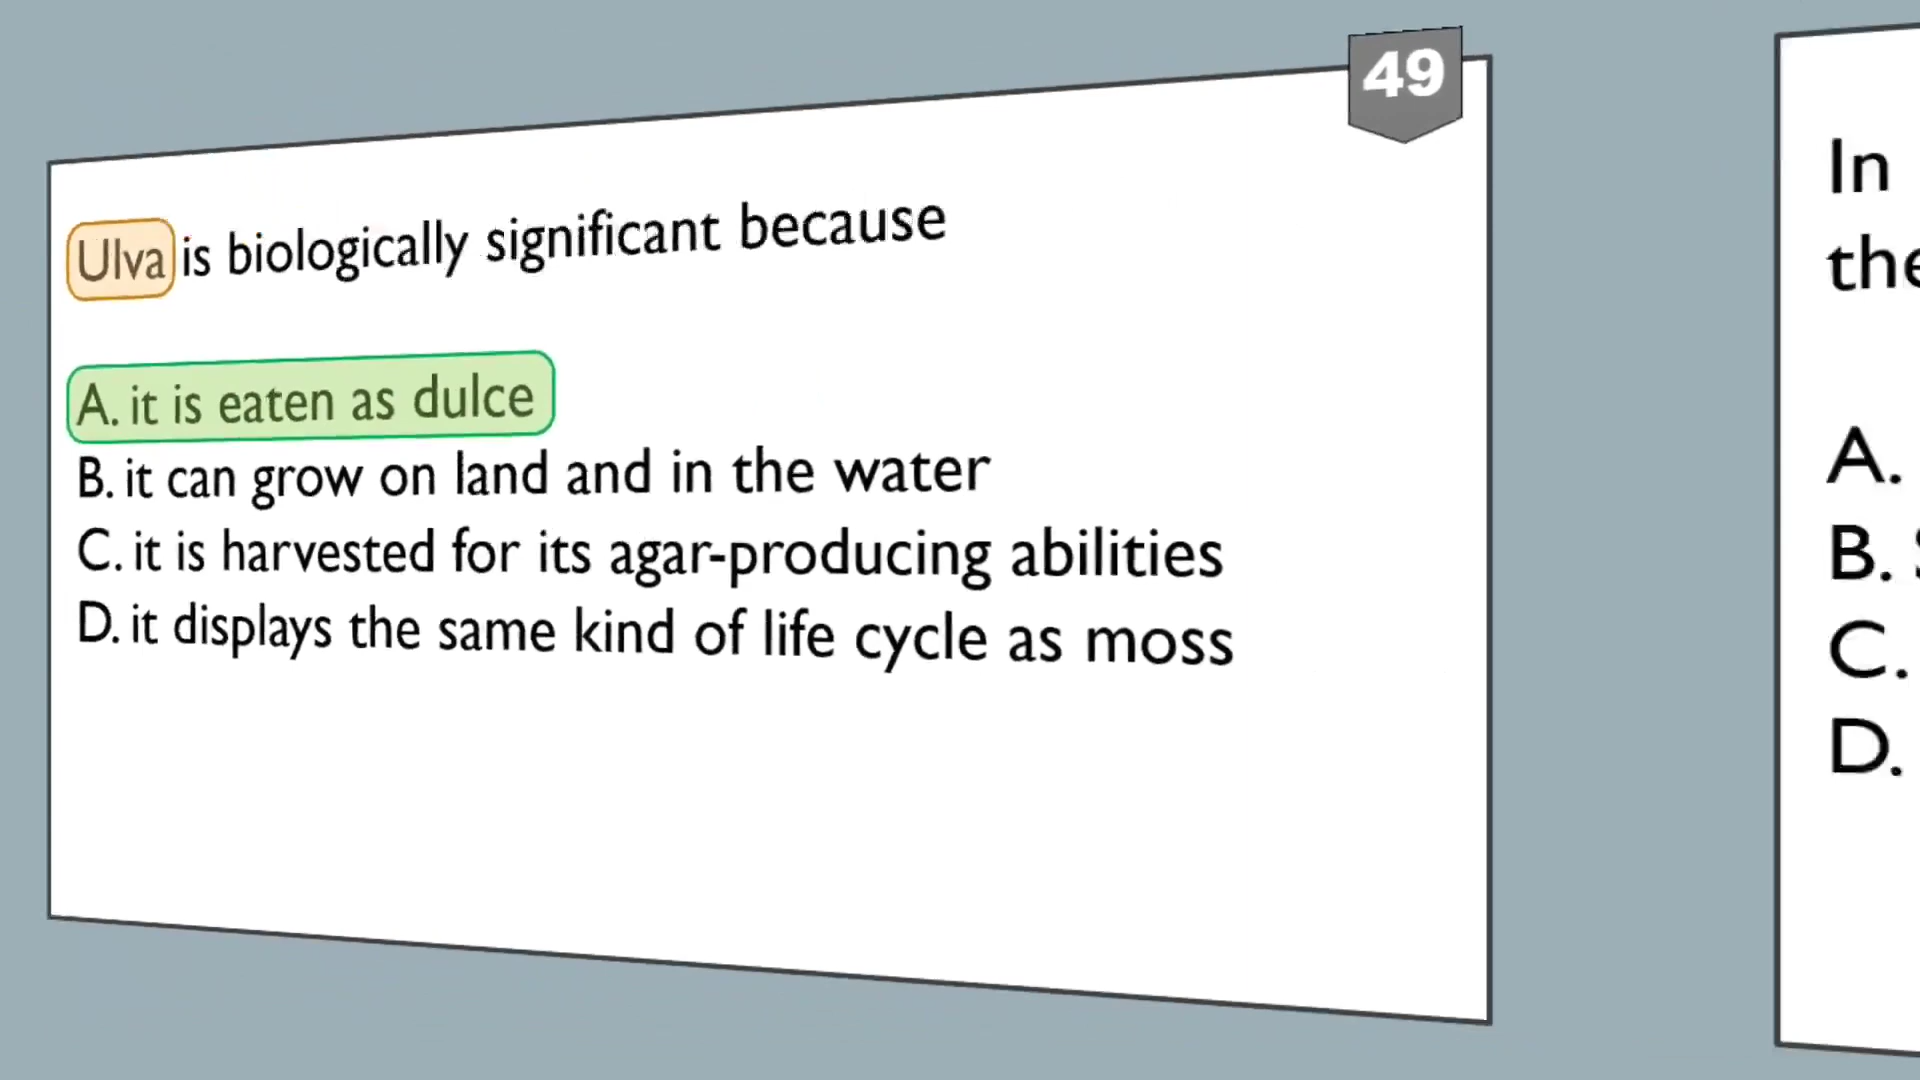 49
Ulva is biologically significant because
A. it is eaten as dulce
B. it can grow on land and in the water
C. it is harvested for its agar-producing abilities
D. it displays the same kind of life cycle as moss
In
the
A.
B.
C.
D.